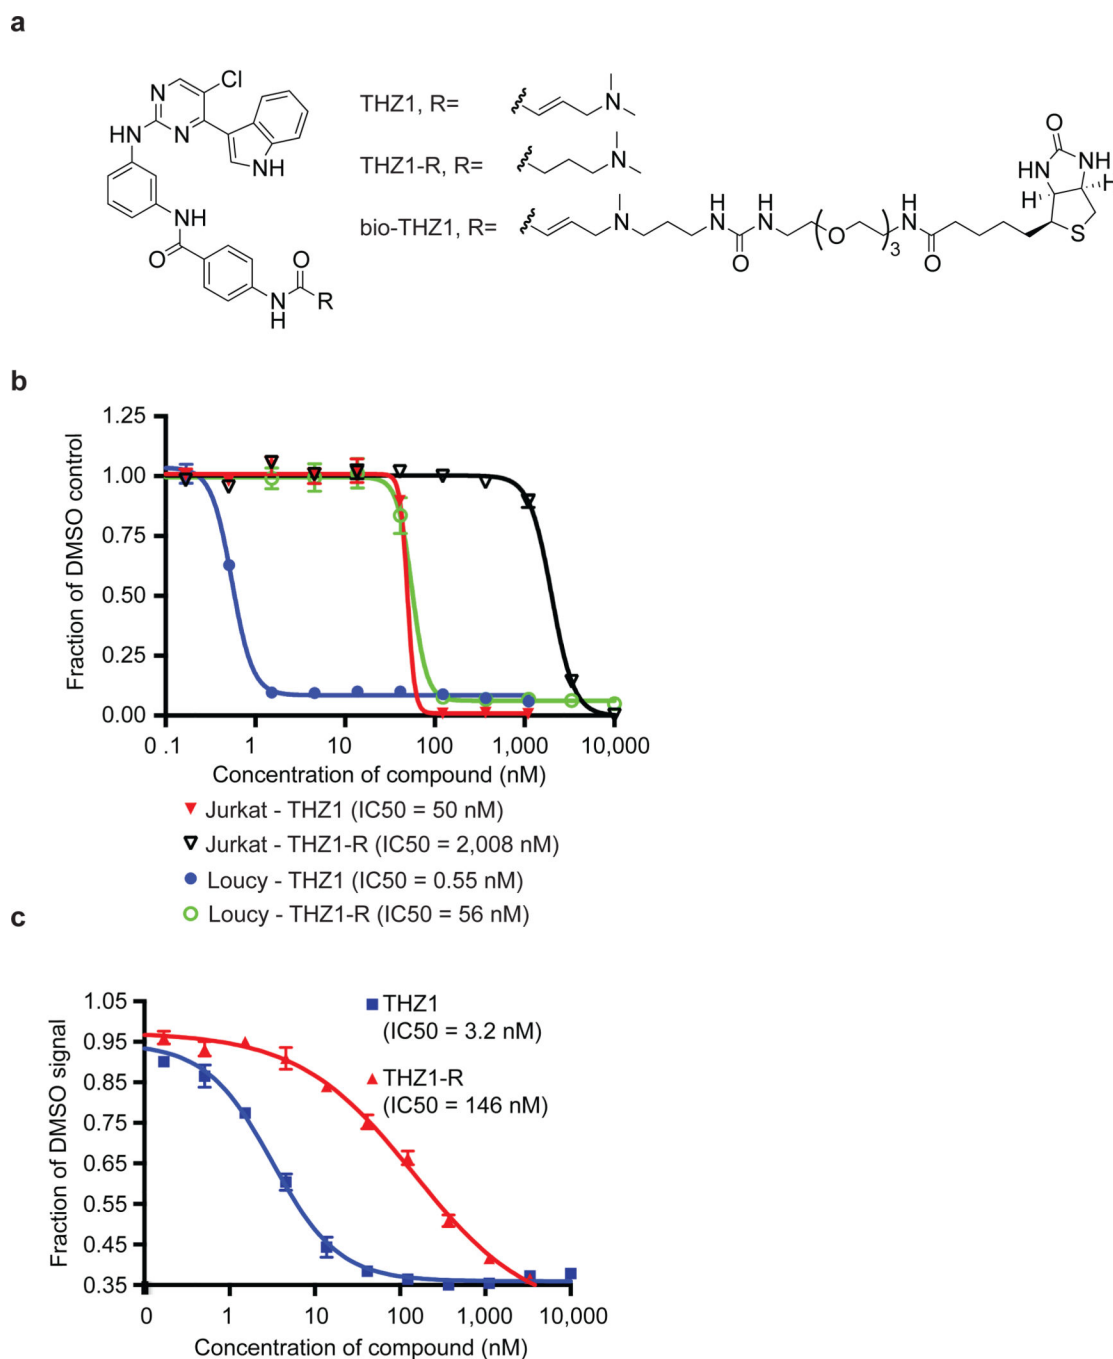 a
N
Cl
N
HN
NH
NH
O
O
N
H
R
THZ1, R=
N
THZ1-R, R=
N
bio-THZ1, R=
N
H
N
O
H
N
O
3
H
N
O
O
HN
NH
H
H
S
b
Fraction of DMSO control
1.25
1.00
0.75
0.50
0.25
0.00
0.1 1 10 100 1,000 10,000
Concentration of compound (nM)
Jurkat - THZ1 (IC50 = 50 nM)
Jurkat - THZ1-R (IC50 = 2,008 nM)
Loucy - THZ1 (IC50 = 0.55 nM)
Loucy - THZ1-R (IC50 = 56 nM)
c
Fraction of DMSO signal
1.05
0.95
0.85
0.75
0.65
0.55
0.45
0.35
THZ1
(IC50 = 3.2 nM)
THZ1-R
(IC50 = 146 nM)
0 1 10 100 1,000 10,000
Concentration of compound (nM)